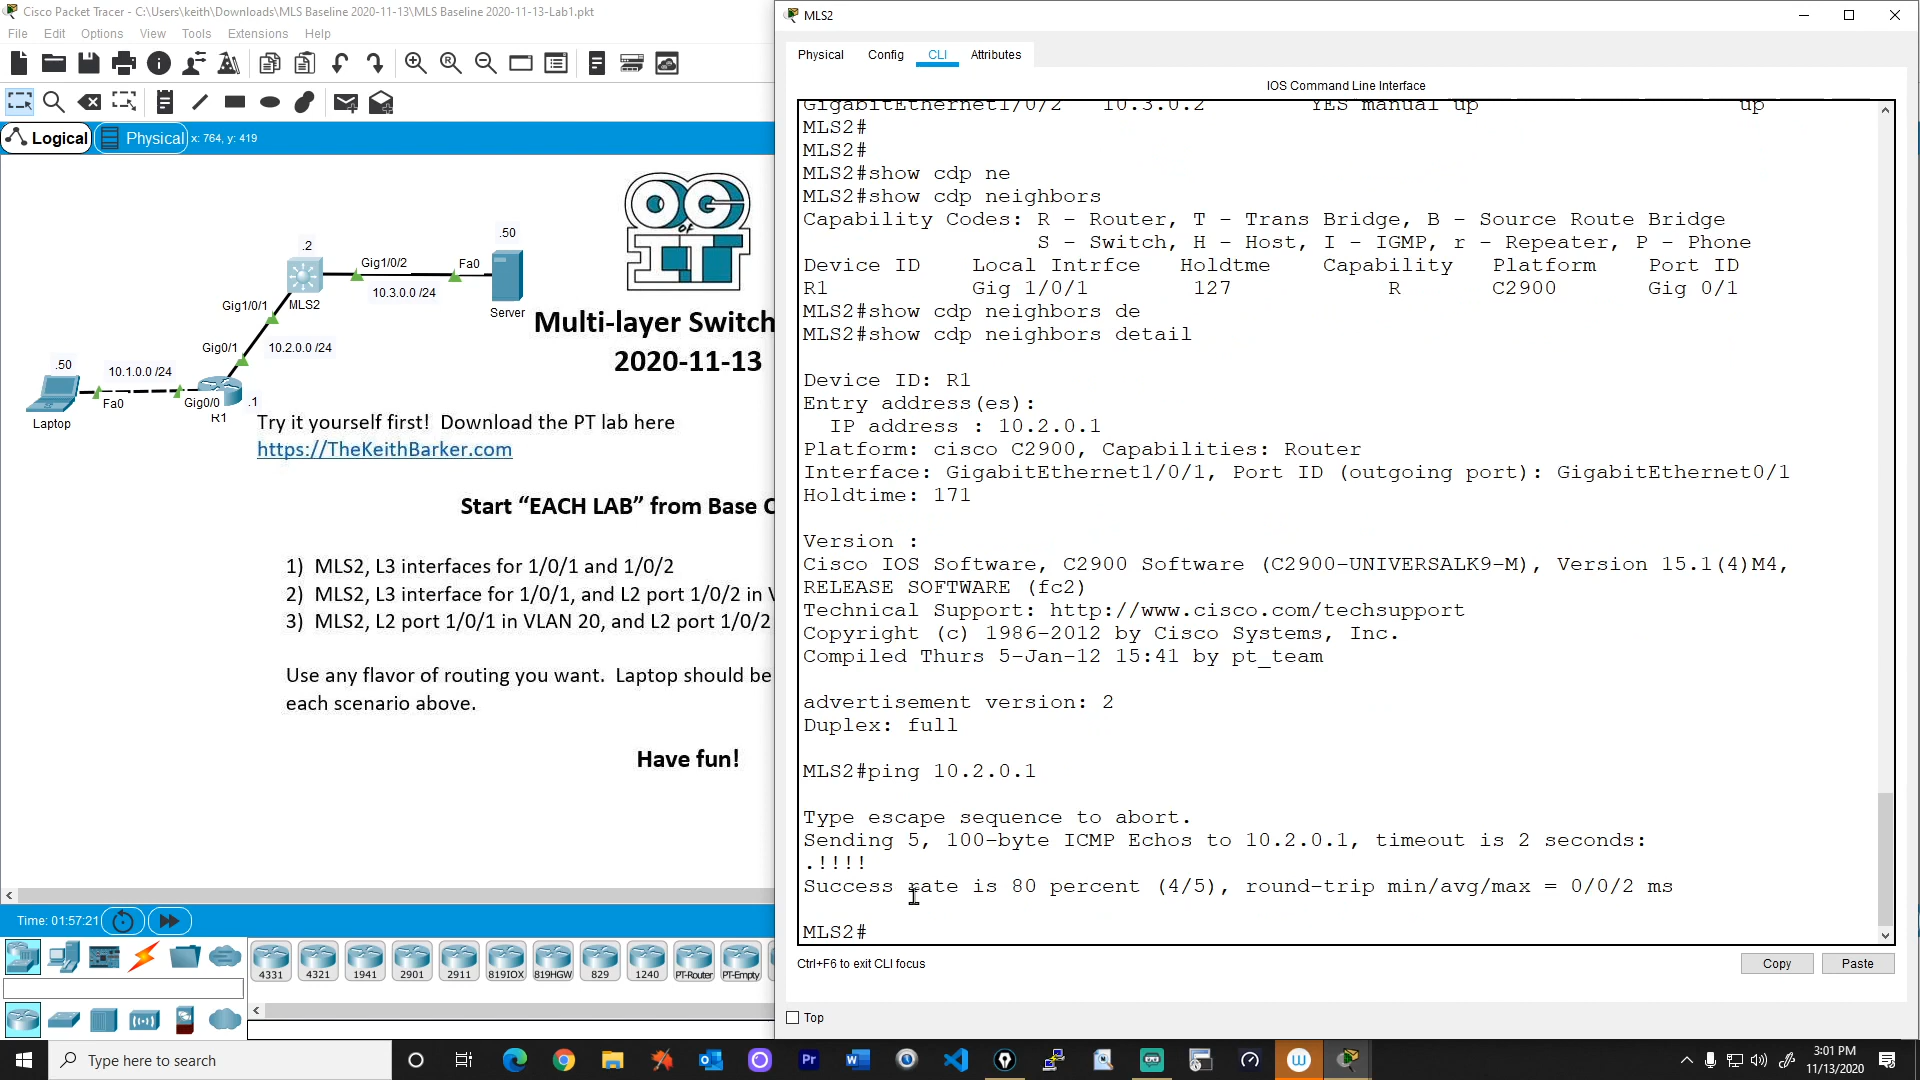 Cisco Packet Tracer - C:\Users\keith\Downloads\MLS Baseline 2020-11-13\MLS Baseline 2020-11-13-Lab1.pkt
File Edit Options View Tools Extensions Help
Logical Physical x: 764, y: 419
OG OF IT
.2
.50
Gig1/0/2
Fa0
10.3.0.0 /24
Gig1/0/1
MLS2
Server
Multi-layer Switch
2020-11-13
Gig0/1
10.2.0.0 /24
.50
10.1.0.0 /24
Fa0
Gig0/0
.1
R1
Laptop
Try it yourself first! Download the PT lab here
https://TheKeithBarker.com
Start “EACH LAB” from Base C
1) MLS2, L3 interfaces for 1/0/1 and 1/0/2
2) MLS2, L3 interface for 1/0/1, and L2 port 1/0/2 in V
3) MLS2, L2 port 1/0/1 in VLAN 20, and L2 port 1/0/2
Use any flavor of routing you want. Laptop should be
each scenario above.
Have fun!
Time: 01:57:21
4331 4321 1941 2901 2911 819IOX 819HGW 829 1240 PT-Router PT-Empty
MLS2
Physical Config CLI Attributes
IOS Command Line Interface
GigabitEthernet1/0/2 10.3.0.2 YES manual up up
MLS2#
MLS2#
MLS2#show cdp ne
MLS2#show cdp neighbors
Capability Codes: R - Router, T - Trans Bridge, B - Source Route Bridge
S - Switch, H - Host, I - IGMP, r - Repeater, P - Phone
Device ID Local Intrfce Holdtme Capability Platform Port ID
R1 Gig 1/0/1 127 R C2900 Gig 0/1
MLS2#show cdp neighbors de
MLS2#show cdp neighbors detail
Device ID: R1
Entry address(es):
IP address : 10.2.0.1
Platform: cisco C2900, Capabilities: Router
Interface: GigabitEthernet1/0/1, Port ID (outgoing port): GigabitEthernet0/1
Holdtime: 171
Version :
Cisco IOS Software, C2900 Software (C2900-UNIVERSALK9-M), Version 15.1(4)M4,
RELEASE SOFTWARE (fc2)
Technical Support: http://www.cisco.com/techsupport
Copyright (c) 1986-2012 by Cisco Systems, Inc.
Compiled Thurs 5-Jan-12 15:41 by pt_team
advertisement version: 2
Duplex: full
MLS2#ping 10.2.0.1
Type escape sequence to abort.
Sending 5, 100-byte ICMP Echos to 10.2.0.1, timeout is 2 seconds:
.!!!!
Success rate is 80 percent (4/5), round-trip min/avg/max = 0/0/2 ms
MLS2#
Ctrl+F6 to exit CLI focus
Copy Paste
Top
Type here to search
Pr
3:01 PM
11/13/2020